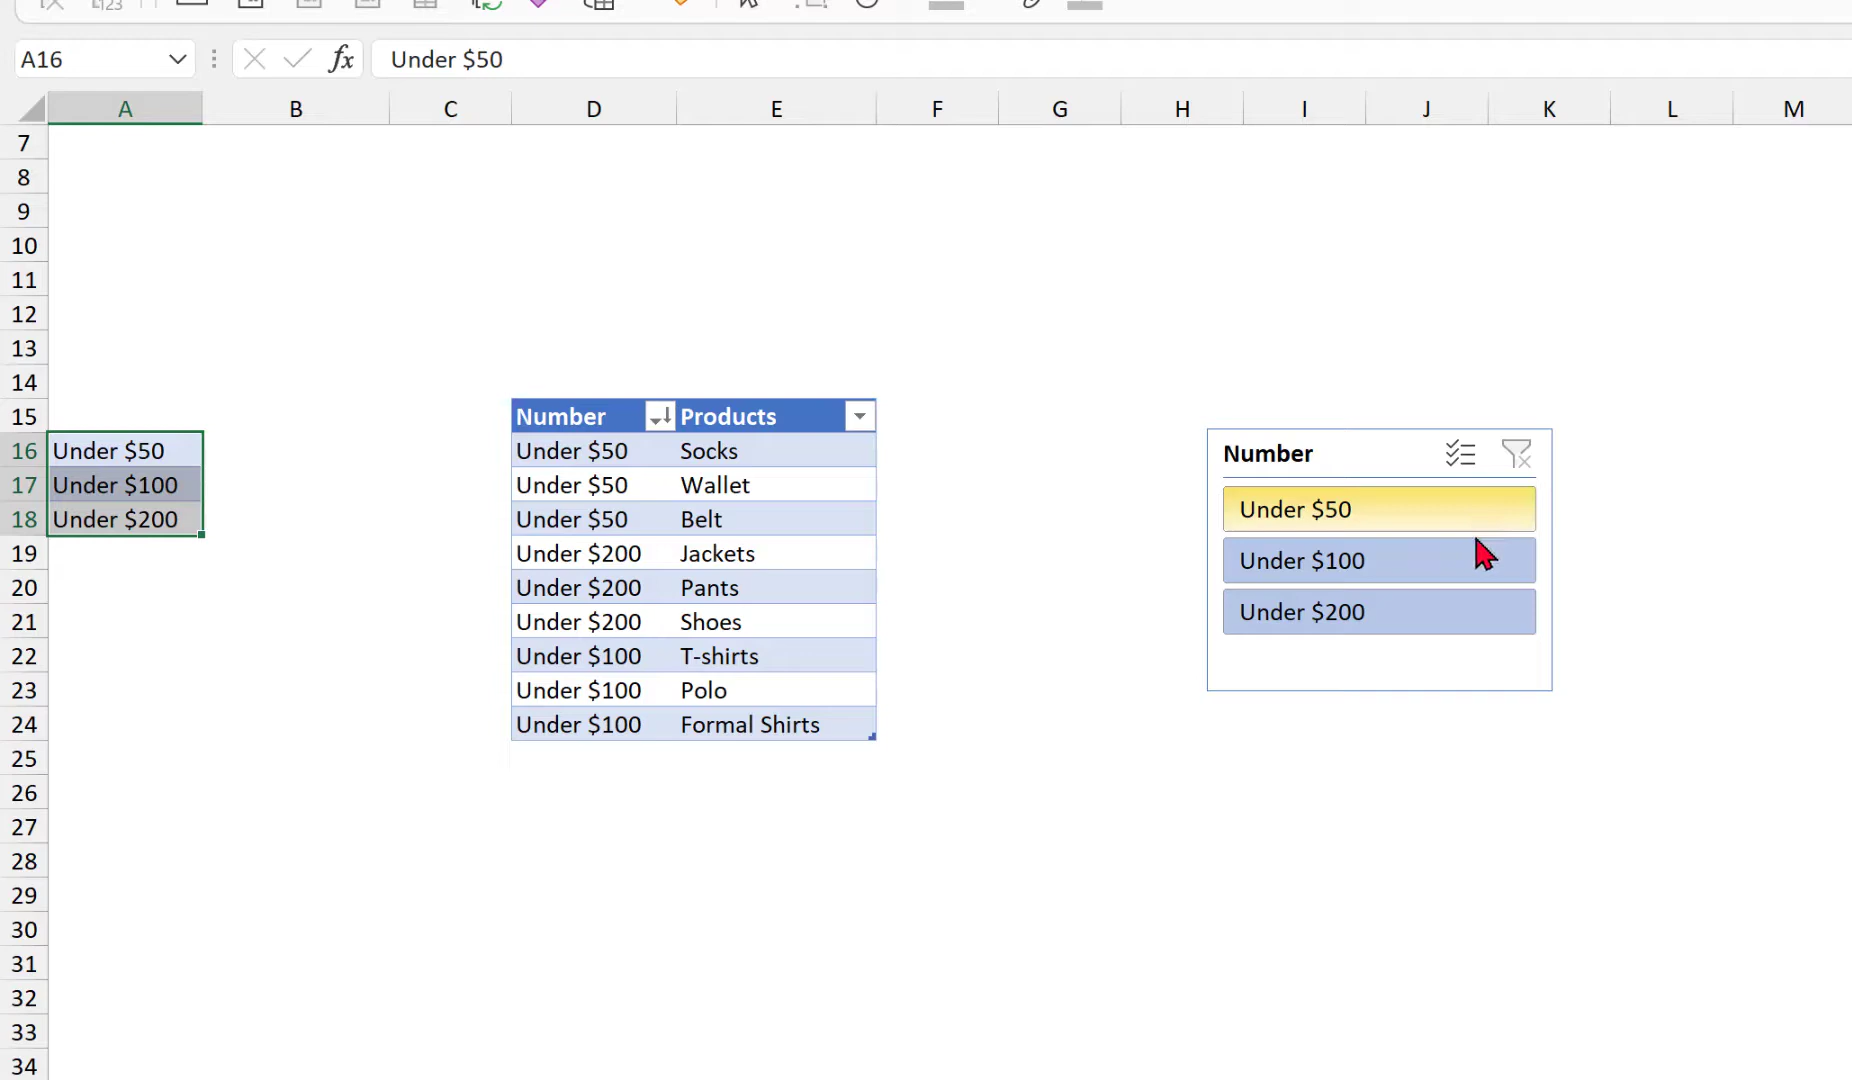 123
A16
fx
Under $50
A B C D E F G H I J K L M
7
8
9
10
11
12
13
14
15 Number Products
16 Under $50 Under $50 Socks
17 Under $100 Under $50 Wallet
18 Under $200 Under $50 Belt
19 Under $200 Jackets
20 Under $200 Pants
21 Under $200 Shoes
22 Under $100 T-shirts
23 Under $100 Polo
24 Under $100 Formal Shirts
25
26
27
28
29
30
31
32
33
34
Number
Under $50
Under $100
Under $200